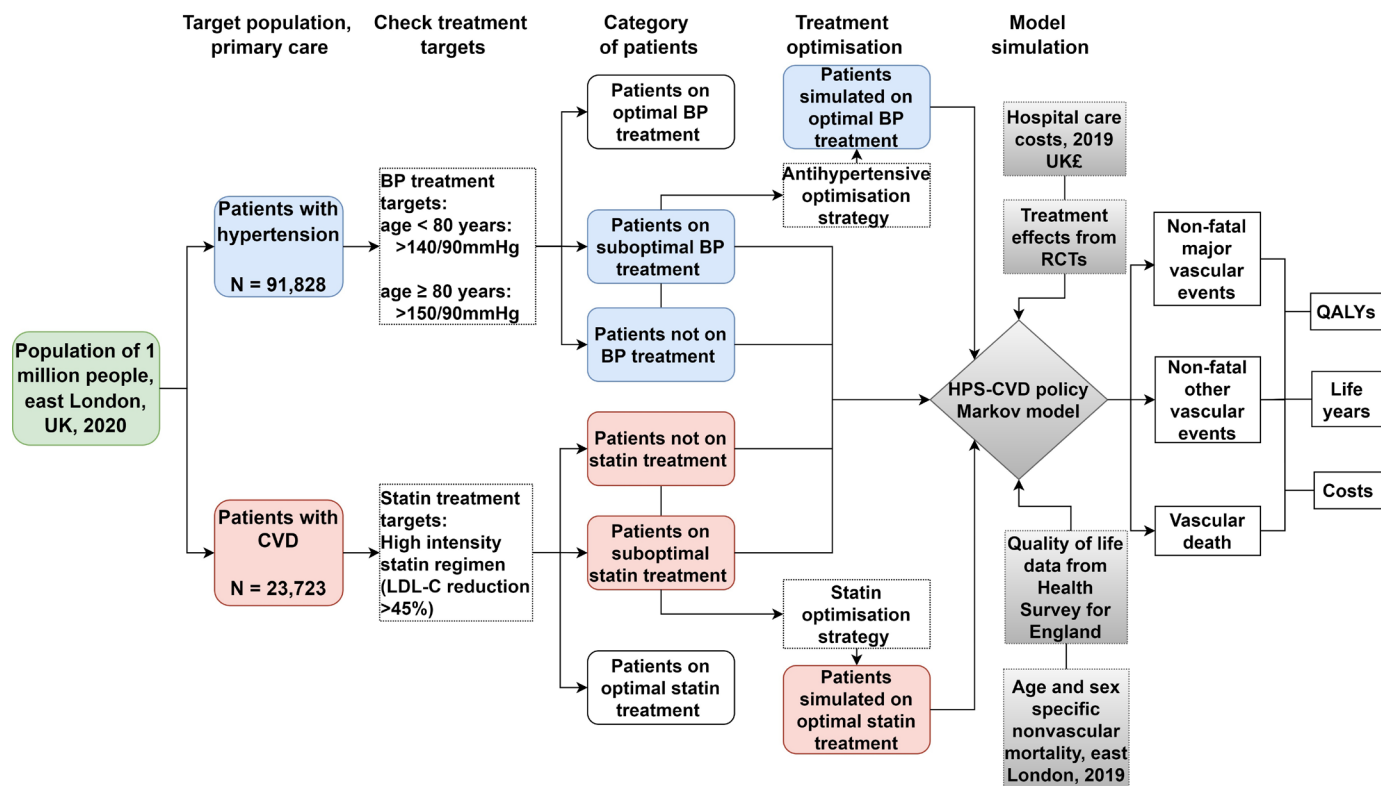 Target population,
primary care
Check treatment
targets
Category
of patients
Treatment
optimisation
Model
simulation
Population of 1
million people,
east London,
UK, 2020
Patients with
hypertension
N = 91,828
Patients with
CVD
N = 23,723
BP treatment
targets:
age < 80 years:
>140/90mmHg
age ≥ 80 years:
>150/90mmHg
Statin treatment
targets:
High intensity
statin regimen
(LDL-C reduction
>45%)
Patients on
optimal BP
treatment
Patients on
suboptimal BP
treatment
Patients not on
BP treatment
Patients not on
statin treatment
Patients on
suboptimal
statin treatment
Patients on
optimal statin
treatment
Patients
simulated on
optimal BP
treatment
Antihypertensive
optimisation
strategy
Statin
optimisation
strategy
Patients
simulated on
optimal statin
treatment
Hospital care
costs, 2019
UK£
Treatment
effects from
RCTs
HPS-CVD policy
Markov model
Quality of life
data from
Health
Survey for
England
Age and sex
specific
nonvascular
mortality, east
London, 2019
Non-fatal
major
vascular
events
Non-fatal
other
vascular
events
Vascular
death
QALYs
Life
years
Costs